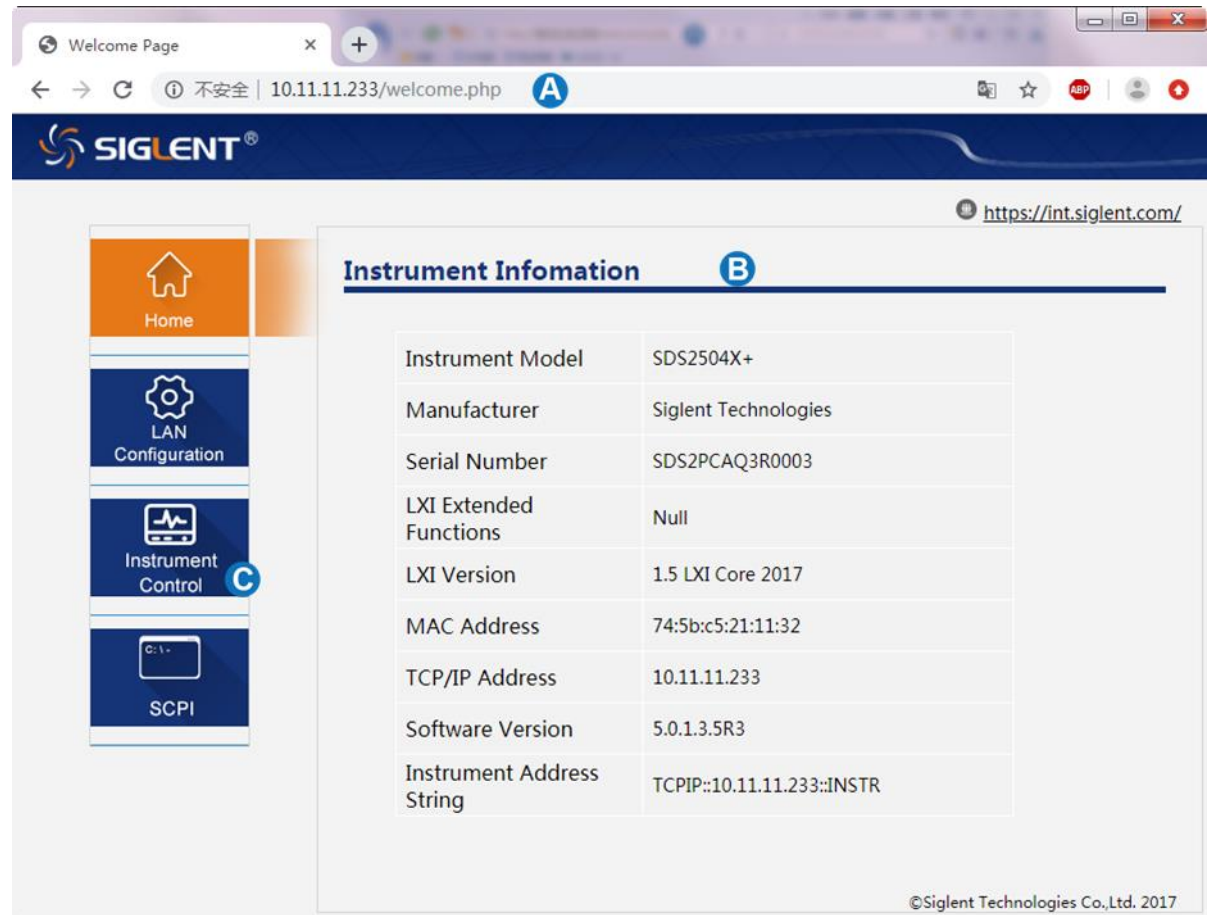 Welcome Page
不安全 | 10.11.11.233/welcome.php A
ABP
SIGLENT®
https://int.siglent.com/
Home
LAN
Configuration
Instrument
Control C
C:\-
SCPI
Instrument Infomation B
Instrument Model SDS2504X+
Manufacturer Siglent Technologies
Serial Number SDS2PCAQ3R0003
LXI Extended
Functions Null
LXI Version 1.5 LXI Core 2017
MAC Address 74:5b:c5:21:11:32
TCP/IP Address 10.11.11.233
Software Version 5.0.1.3.5R3
Instrument Address
String TCPIP::10.11.11.233::INSTR
©Siglent Technologies Co.,Ltd. 2017